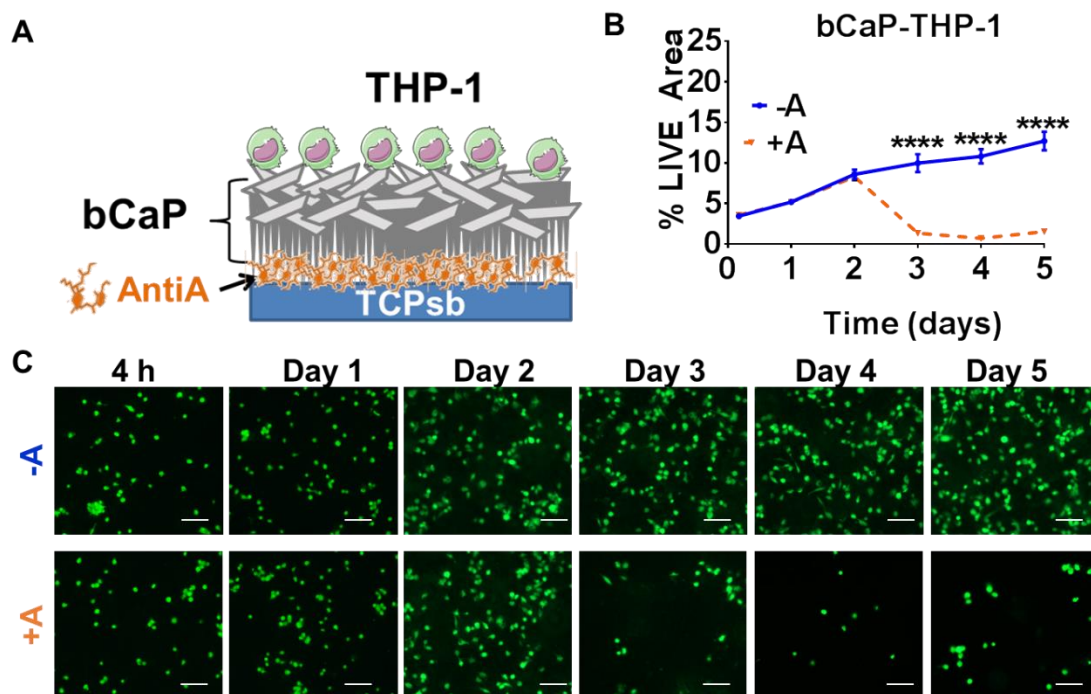 A
THP-1
bCaP
AntiA
TCPsb
B
bCaP-THP-1
% LIVE Area
25
20
15
10
5
0
-A
+A
**** **** ****
0 1 2 3 4 5
Time (days)
C
4 h Day 1 Day 2 Day 3 Day 4 Day 5
-A
+A